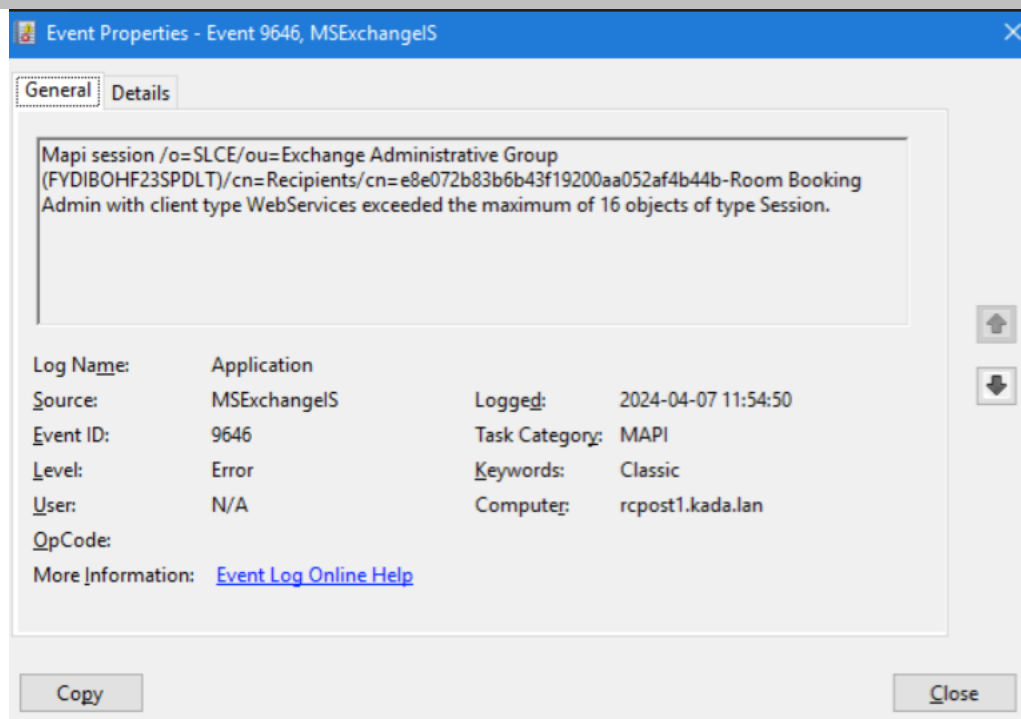 Event Properties - Event 9646, MSExchangeIS
General
Details
Mapi session /o=SLCE/ou=Exchange Administrative Group
(FYDIBOHF23SPDLT)/cn=Recipients/cn=e8e072b83b6b43f19200aa052af4b44b-Room Booking
Admin with client type WebServices exceeded the maximum of 16 objects of type Session.
Log Name: Application
Source: MSExchangeIS Logged: 2024-04-07 11:54:50
Event ID: 9646 Task Category: MAPI
Level: Error Keywords: Classic
User: N/A Computer: rcpost1.kada.lan
OpCode:
More Information: Event Log Online Help
Copy
Close